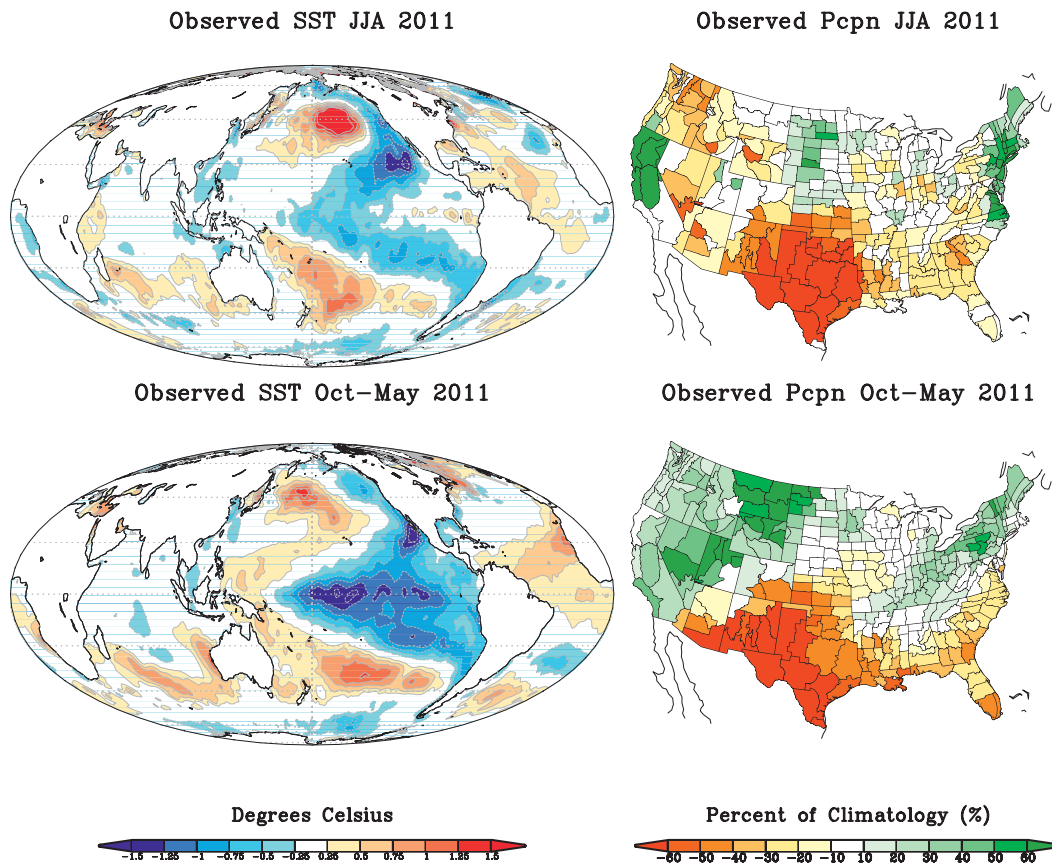 Observed SST JJA 2011
Observed Pcpn JJA 2011
Observed SST Oct-May 2011
Observed Pcpn Oct-May 2011
Degrees Celsius
-1.5 -1.25 -1 -0.75 -0.5 -0.25 0.25 0.5 0.75 1 1.25 1.5
Percent of Climatology (%)
-60 -50 -40 -30 -20 -10 10 20 30 40 50 60